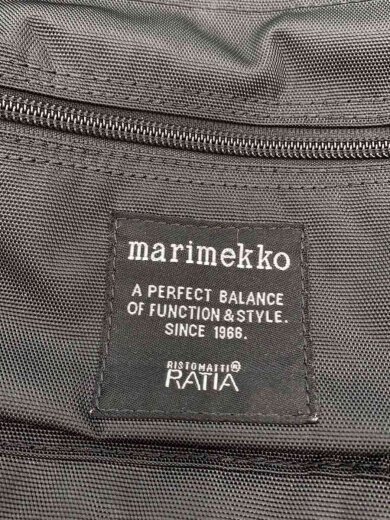 marimekko
A PERFECT BALANCE
OF FUNCTION & STYLE.
SINCE 1966.
RISTOMATTI®
RATIA